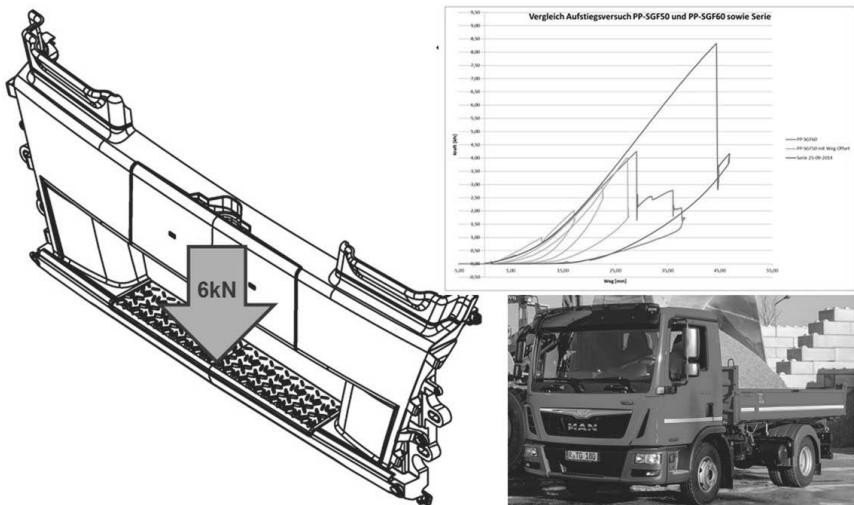 Vergleich Aufstiegsversuch PP-SGF50 und PP-SGF60 sowie Serie
9,50
9,00
8,50
8,00
7,50
7,00
6,50
6,00
5,50
5,00
4,50
4,00
3,50
3,00
2,50
2,00
1,50
1,00
0,50
0,00
-0,50
Kraft [kN]
-5,00 5,00 15,00 25,00 35,00 45,00 55,00
Weg [mm]
PP-SGF60
PP-SGF50 mit Weg Offset
Serie 25-09-2014
6kN
MAN
R TG 180